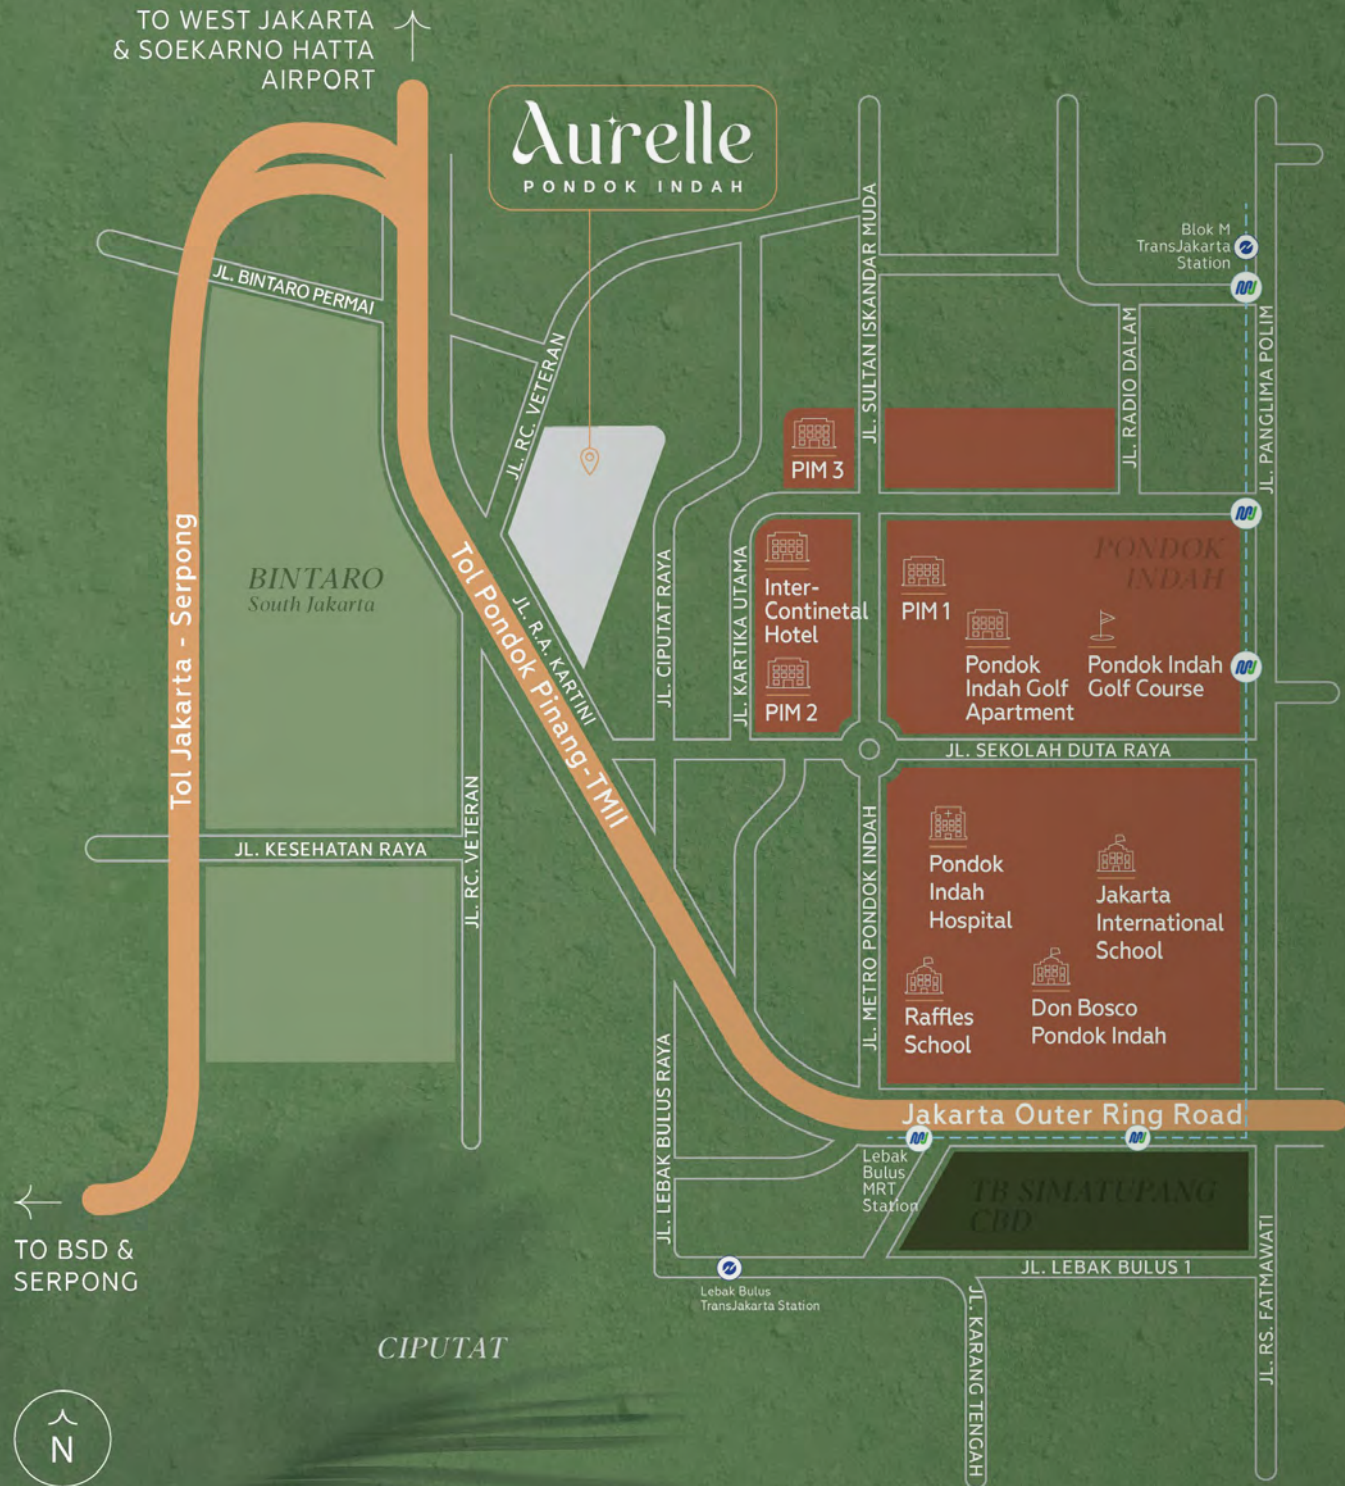 TO WEST JAKARTA
& SOEKARNO HATTA
AIRPORT
Aurelle
PONDOK INDAH
Blok M
TransJakarta
Station
JL. BINTARO PERMAI
JL. RC. VETERAN
JL. SULTAN ISKANDAR MUDA
JL. RADIO DALAM
JL. PANGLIMA POLIM
PIM 3
Tol Jakarta - Serpong
BINTARO
South Jakarta
Tol Pondok Pinang-TMII
JL. R.A. KARTINI
JL. CIPUTAT RAYA
JL. KARTIKA UTAMA
Inter-
Continetal
Hotel
PIM 2
PONDOK
INDAH
PIM 1
Pondok
Indah Golf
Apartment
Pondok Indah
Golf Course
JL. SEKOLAH DUTA RAYA
JL. KESEHATAN RAYA
JL. RC. VETERAN
JL. METRO PONDOK INDAH
Pondok
Indah
Hospital
Jakarta
International
School
Raffles
School
Don Bosco
Pondok Indah
JL. LEBAK BULUS RAYA
Jakarta Outer Ring Road
Lebak
Bulus
MRT
Station
TB SIMATUPANG
CBD
TO BSD &
SERPONG
JL. LEBAK BULUS 1
Lebak Bulus
TransJakarta Station
JL. KARANG TENGAH
JL. RS. FATMAWATI
CIPUTAT
N